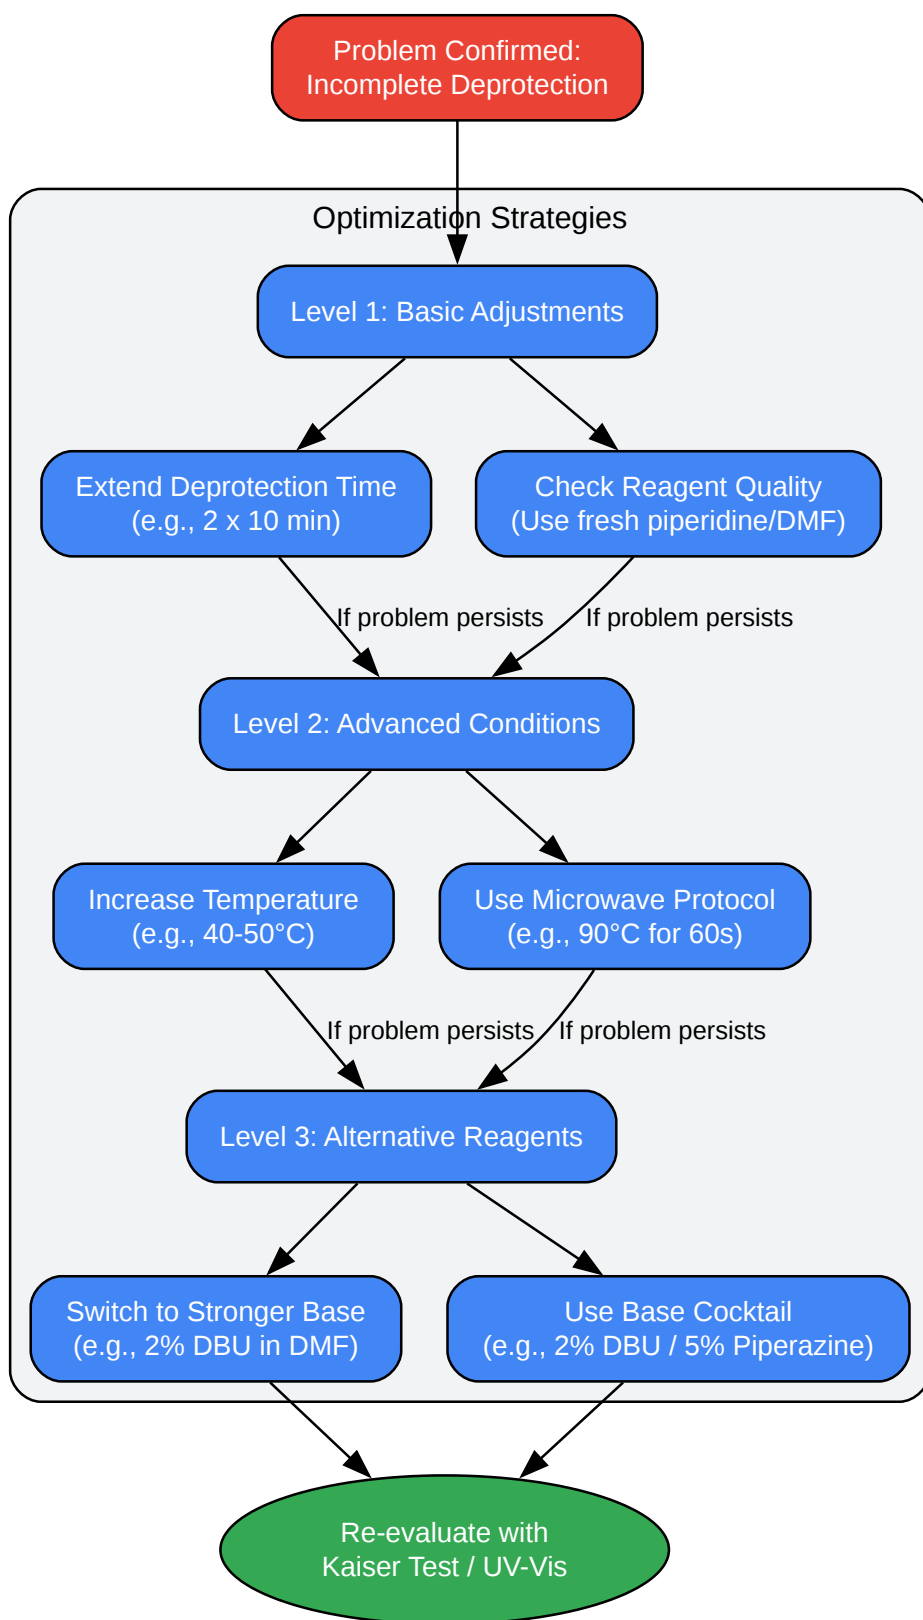 Problem Confirmed:
Incomplete Deprotection
Optimization Strategies
Level 1: Basic Adjustments
Extend Deprotection Time
(e.g., 2 x 10 min)
Check Reagent Quality
(Use fresh piperidine/DMF)
If problem persists
If problem persists
Level 2: Advanced Conditions
Increase Temperature
(e.g., 40-50°C)
Use Microwave Protocol
(e.g., 90°C for 60s)
If problem persists
If problem persists
Level 3: Alternative Reagents
Switch to Stronger Base
(e.g., 2% DBU in DMF)
Use Base Cocktail
(e.g., 2% DBU / 5% Piperazine)
Re-evaluate with
Kaiser Test / UV-Vis